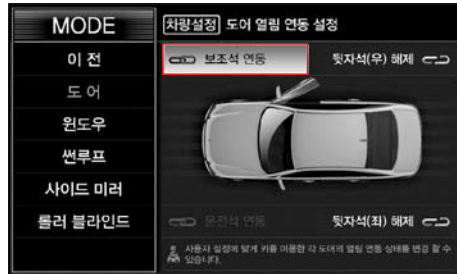 MODE
차량설정 도어 열림 연동 설정
이 전
도 어
윈도우
썬루프
사이드 미러
롤러 블라인드
보조석 연동
뒷자석(우) 해제
운전석 연동
뒷자석(죄) 해제
사용자 설정에 맞게 키를 이용한 각 도어의 열림 연동 상태를 변경 할 수
있습니다.